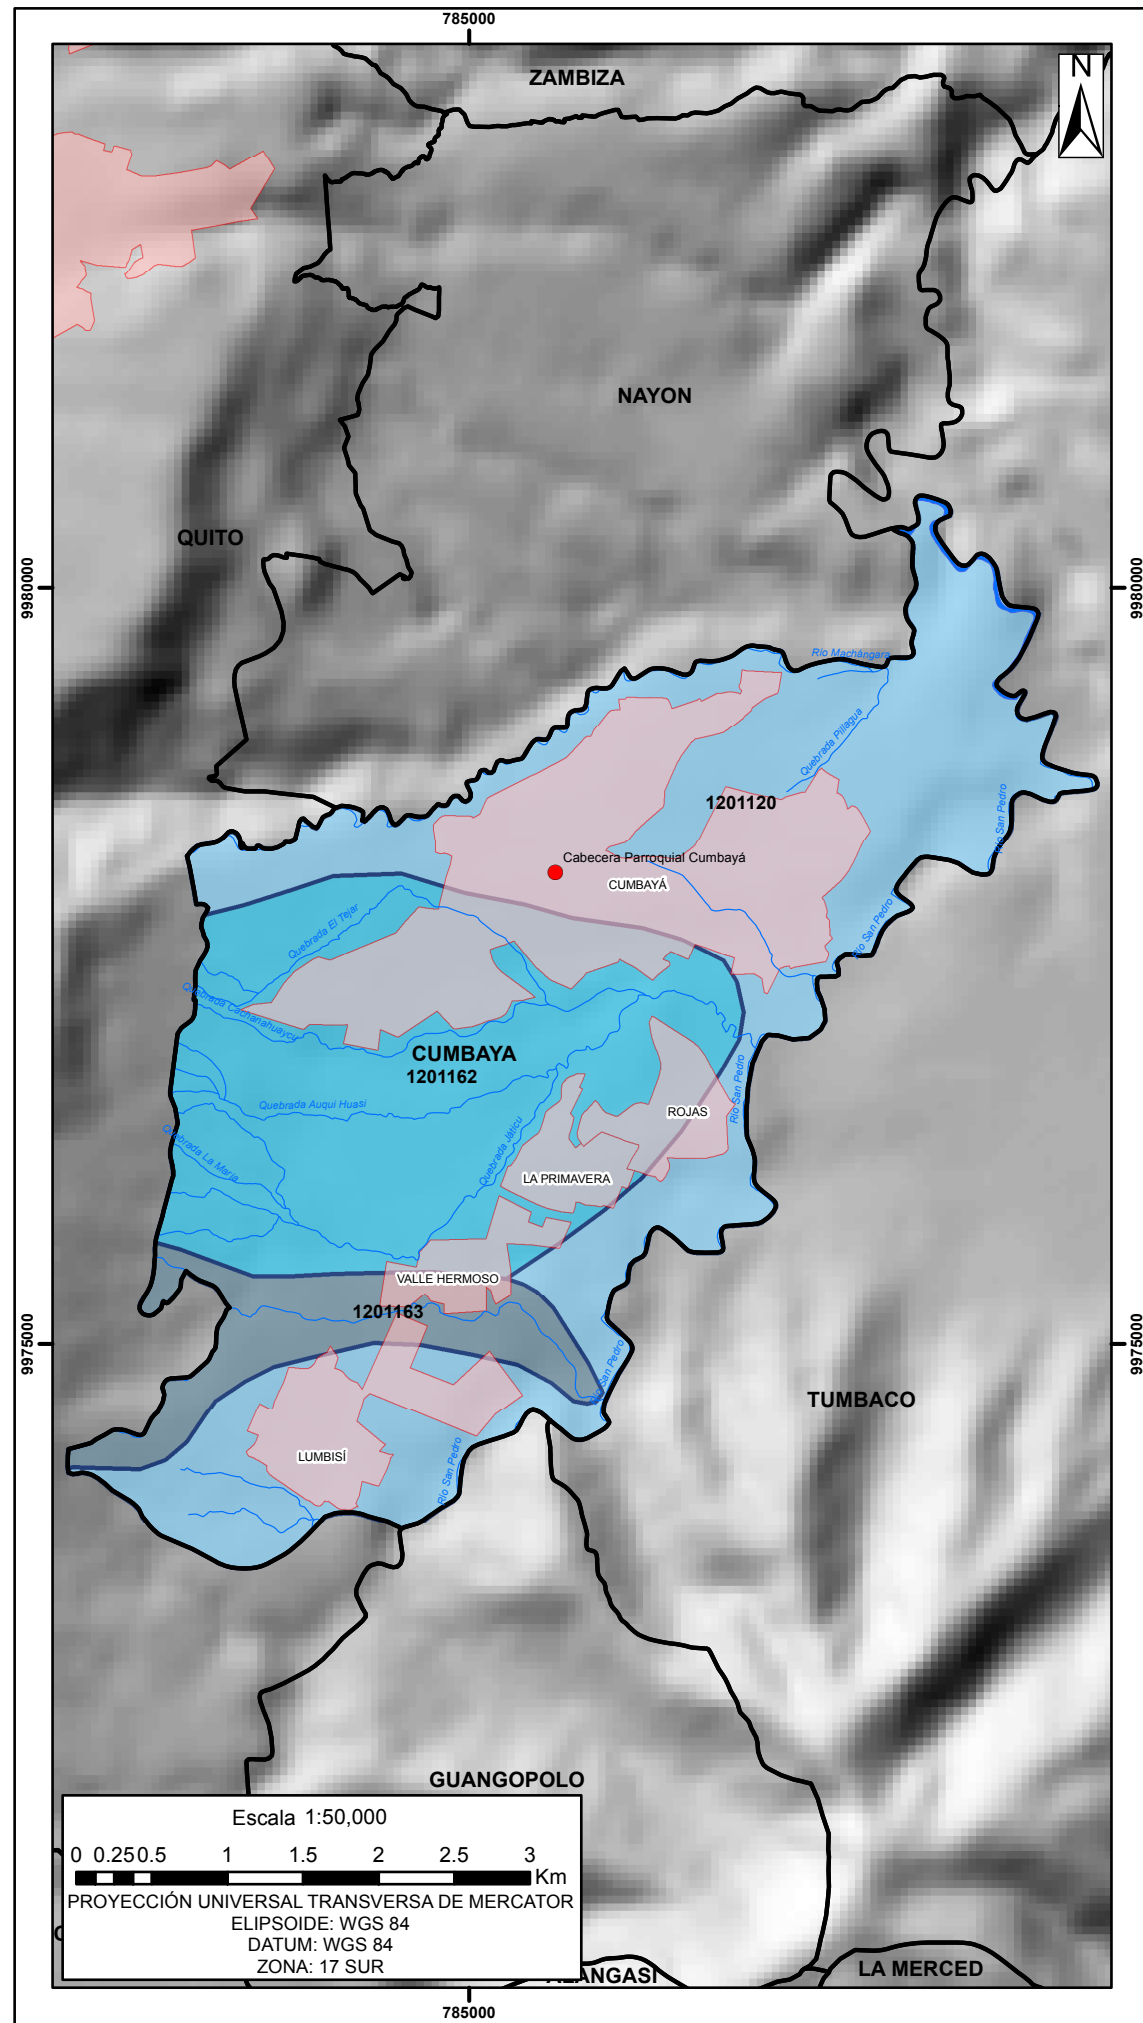 785000
ZAMBIZA
N
NAYON
QUITO
9980000
9980000
Río Machángara
Quebrada Pillagua
1201120
Río San Pedro
Cabecera Parroquial Cumbayá
CUMBAYÁ
Quebrada El Tejar
Río San Pedro
Quebrada Cachanahuaycu
CUMBAYA
1201162
Río San Pedro
Quebrada Auqui Huasi
ROJAS
Quebrada Játicu
Quebrada La María
LA PRIMAVERA
VALLE HERMOSO
1201163
9975000
9975000
Río San Pedro
TUMBACO
LUMBISÍ
Río San Pedro
GUANGOPOLO
Escala 1:50,000
0 0.25 0.5 1 1.5 2 2.5 3
Km
PROYECCIÓN UNIVERSAL TRANSVERSA DE MERCATOR
ELIPSOIDE: WGS 84
DATUM: WGS 84
ZONA: 17 SUR
ALANGASI
LA MERCED
785000